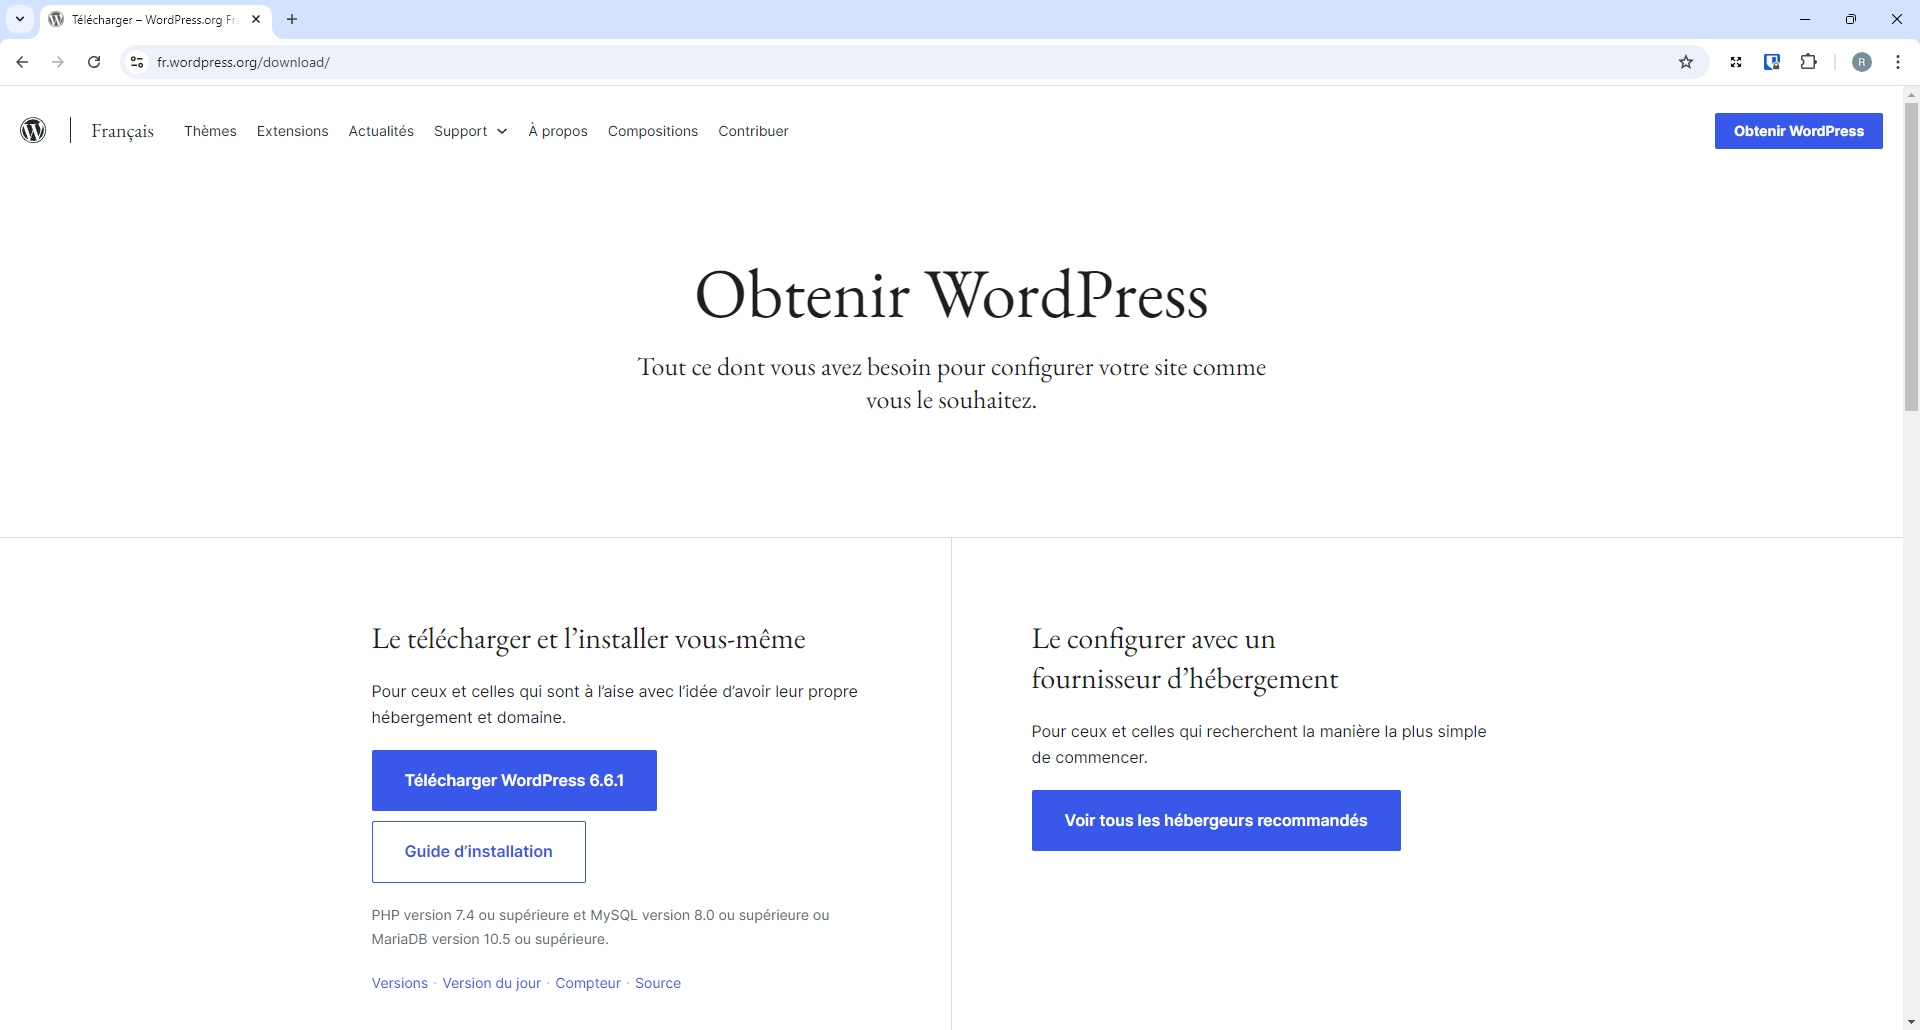 Télécharger – WordPress.org Fr
fr.wordpress.org/download/
R
Français Thèmes Extensions Actualités Support À propos Compositions Contribuer Obtenir WordPress
Obtenir WordPress
Tout ce dont vous avez besoin pour configurer votre site comme
vous le souhaitez.
Le télécharger et l’installer vous-même
Pour ceux et celles qui sont à l’aise avec l’idée d’avoir leur propre
hébergement et domaine.
Télécharger WordPress 6.6.1
Guide d’installation
PHP version 7.4 ou supérieure et MySQL version 8.0 ou supérieure ou
MariaDB version 10.5 ou supérieure.
Versions · Version du jour · Compteur · Source
Le configurer avec un
fournisseur d’hébergement
Pour ceux et celles qui recherchent la manière la plus simple
de commencer.
Voir tous les hébergeurs recommandés